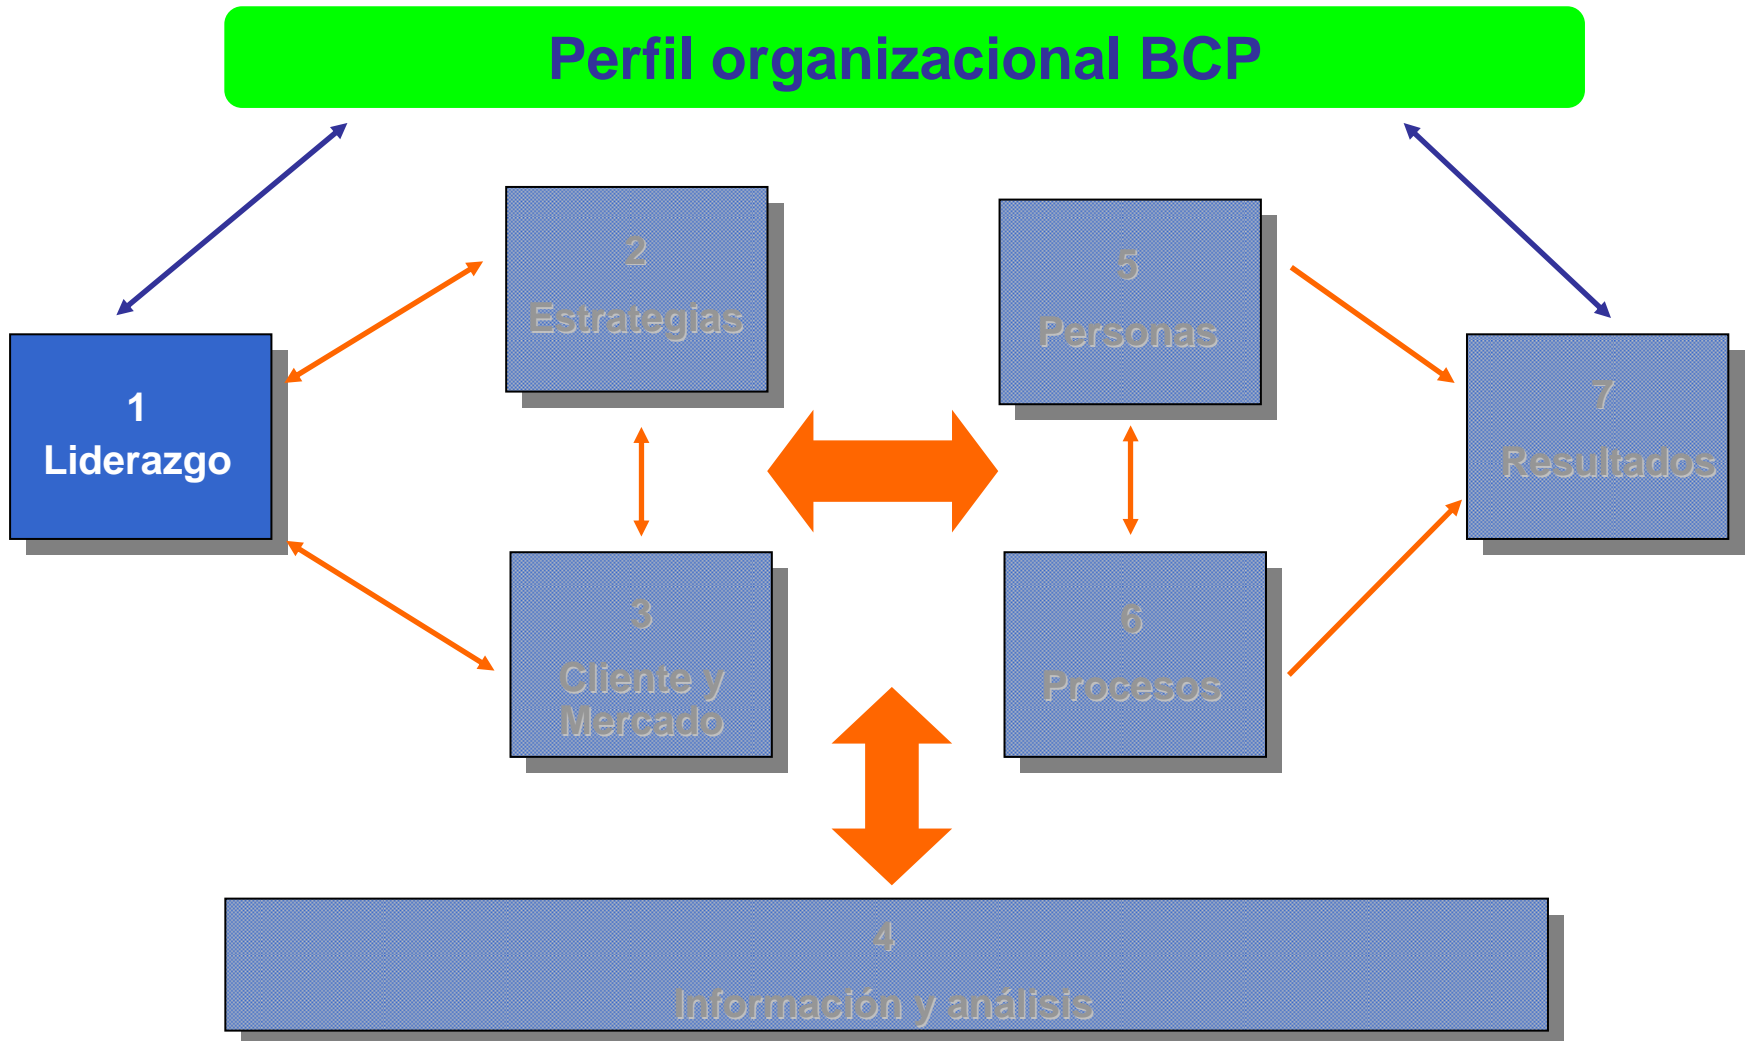 Perfil organizacional BCP
1
Liderazgo
2
Estrategias
3
Cliente y
Mercado
5
Personas
6
Procesos
7
Resultados
4
Información y análisis